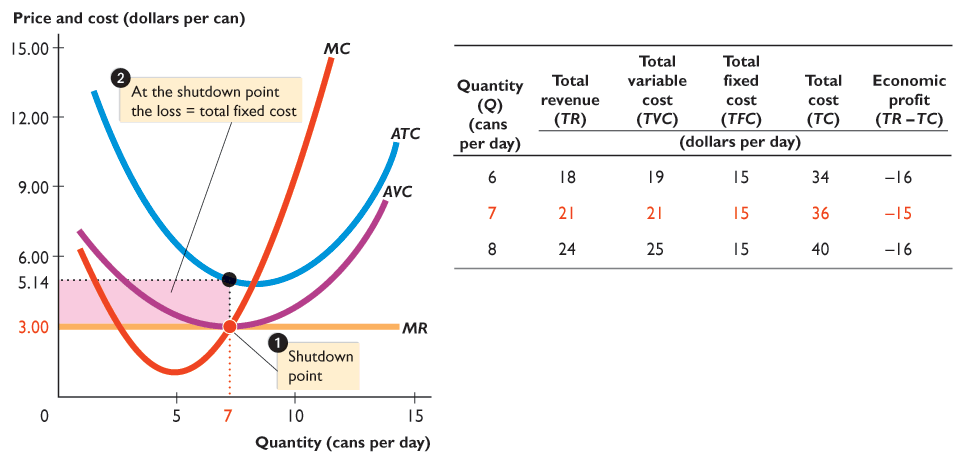 Price and cost (dollars per can)
15.00
12.00
9.00
6.00
5.14
3.00
0
5
7
10
15
Quantity (cans per day)
MC
ATC
AVC
MR
2
At the shutdown point
the loss = total fixed cost
1
Shutdown
point
Quantity
(Q)
(cans
per day)
Total
revenue
(TR)
Total
variable
cost
(TVC)
Total
fixed
cost
(TFC)
Total
cost
(TC)
Economic
profit
(TR – TC)
(dollars per day)
6 18 19 15 34 –16
7 21 21 15 36 –15
8 24 25 15 40 –16